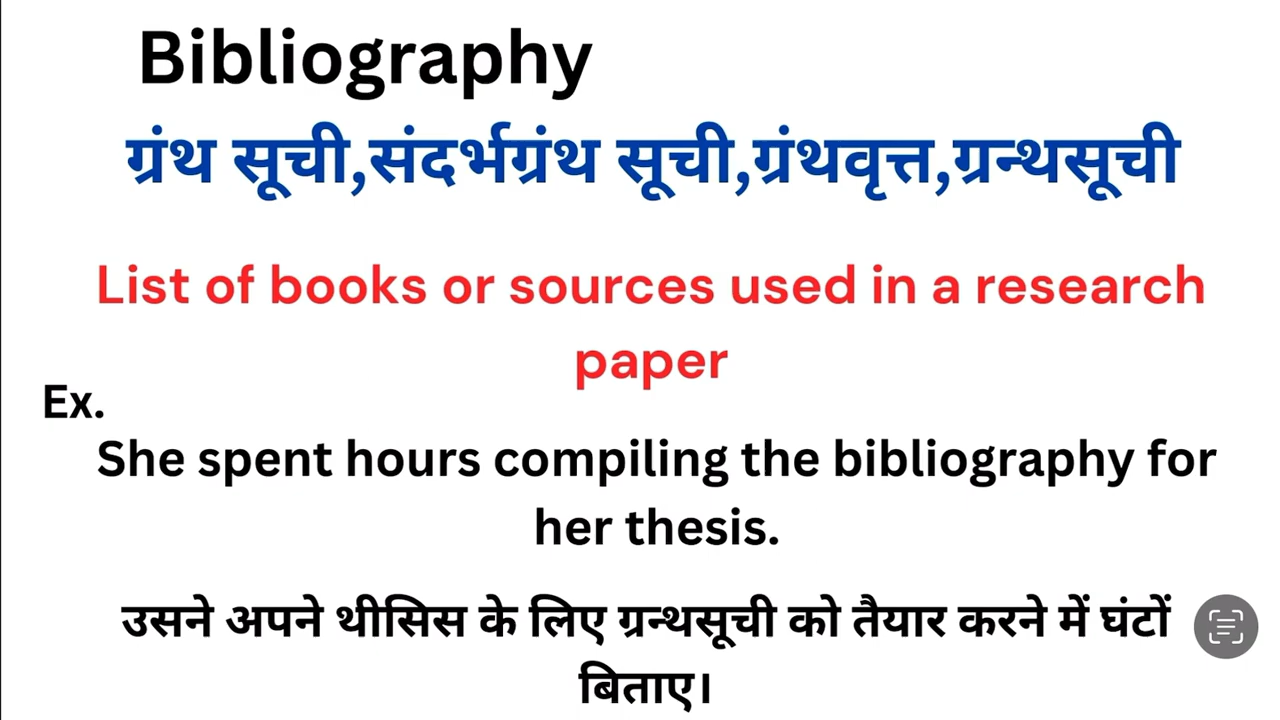 Bibliography
ग्रंथ सूची,संदर्भग्रंथ सूची,ग्रंथवृत्त,ग्रन्थसूची
List of books or sources used in a research
paper
Ex.
She spent hours compiling the bibliography for
her thesis.
उसने अपने थीसिस के लिए ग्रन्थसूची को तैयार करने में घंटों
बिताए।